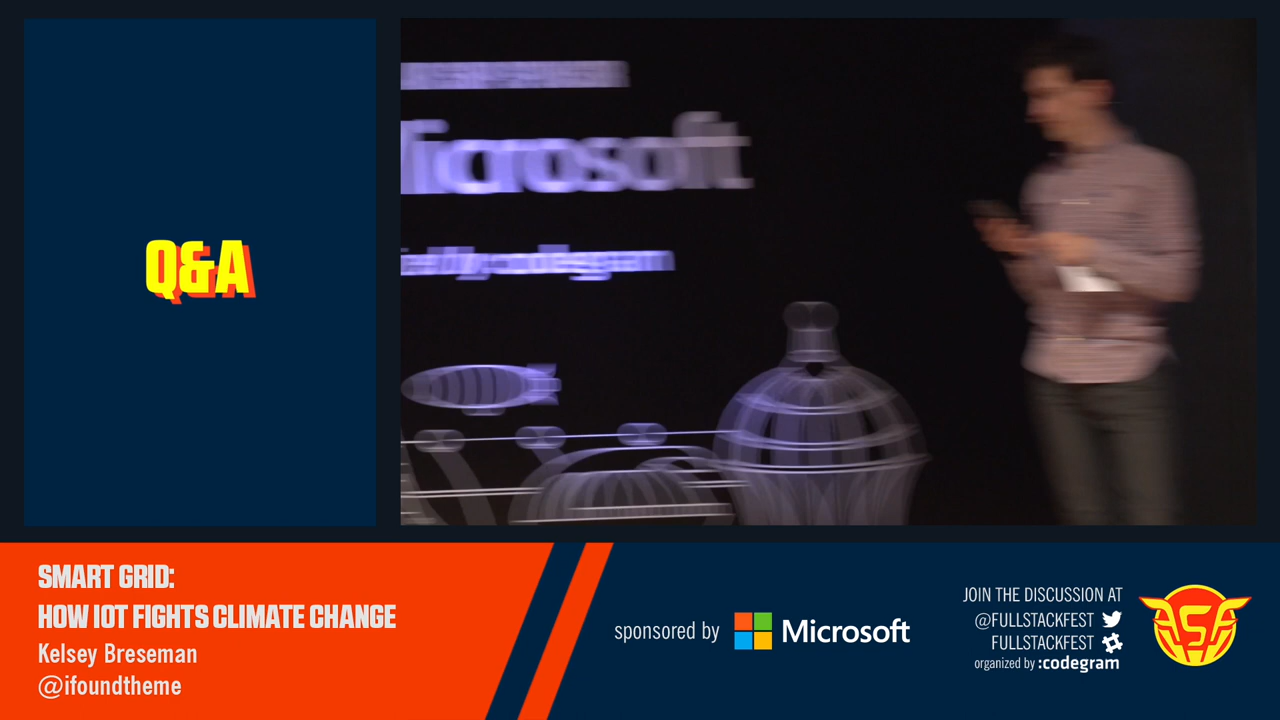 Q&A
Microsoft
SMART GRID:
HOW IOT FIGHTS CLIMATE CHANGE
Kelsey Breseman
@ifoundtheme
sponsored by Microsoft
JOIN THE DISCUSSION AT
@FULLSTACKFEST
FULLSTACKFEST
organized by :codegram
FSF